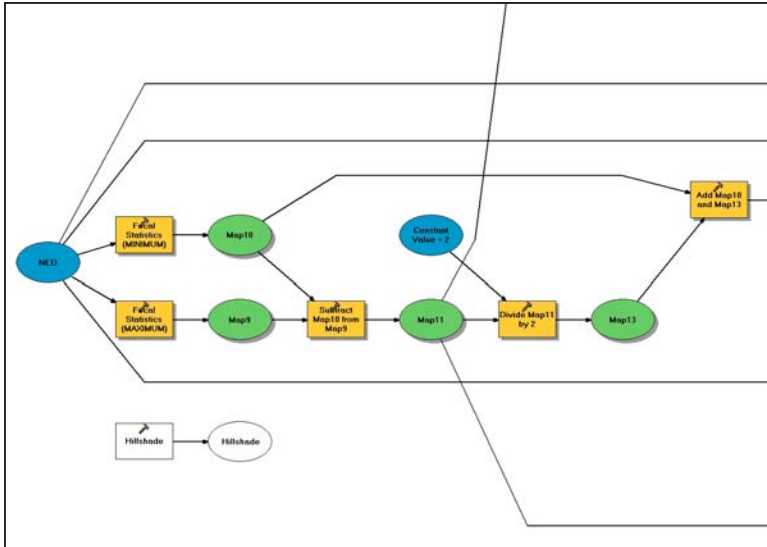 Focal
Statistics
(MINIMUM)
Map10
Constant
Value = 2
Add Map10
and Map13
NED
Focal
Statistics
(MAXIMUM)
Map9
Subtract
Map10 from
Map9
Map11
Divide Map11
by 2
Map13
Hillshade
Hillshade